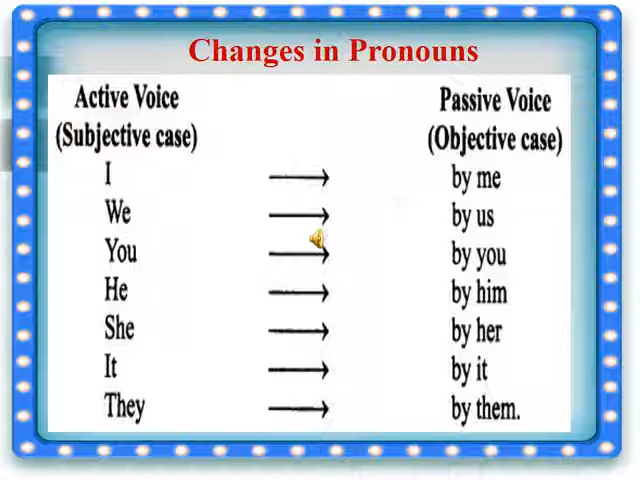 Changes in Pronouns
Active Voice Passive Voice
(Subjective case) (Objective case)
I → by me
We → by us
You → by you
He → by him
She → by her
It → by it
They → by them.